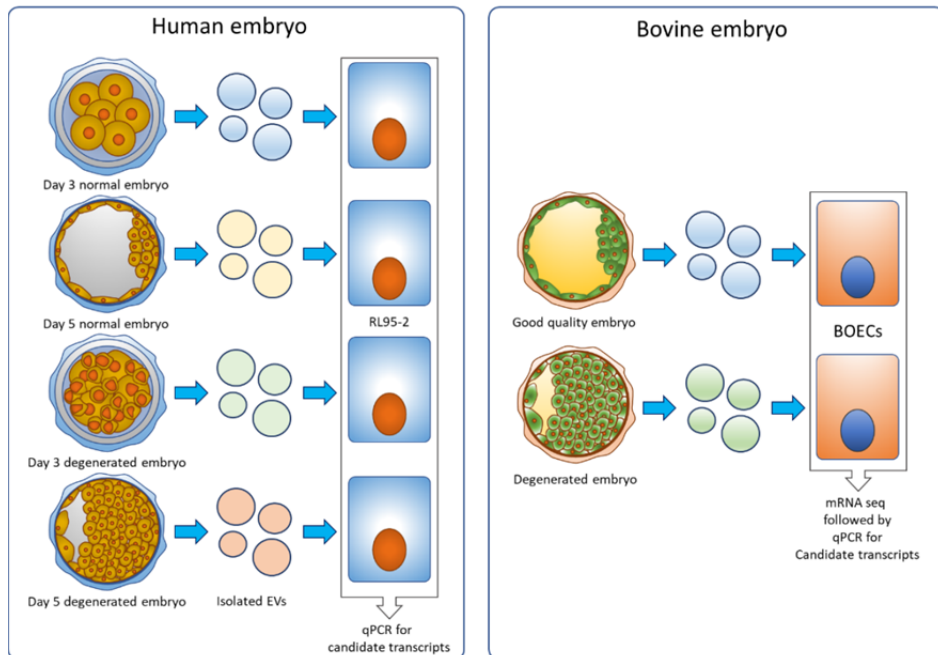 Human embryo
Day 3 normal embryo
Day 5 normal embryo
RL95-2
Day 3 degenerated embryo
Day 5 degenerated embryo
Isolated EVs
qPCR for
candidate transcripts
Bovine embryo
Good quality embryo
BOECs
Degenerated embryo
mRNA seq
followed by
qPCR for
Candidate transcripts